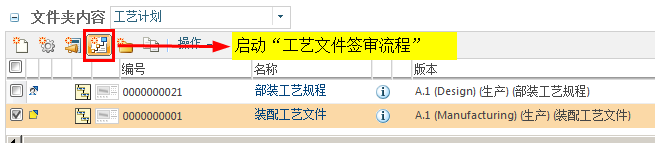 文件夹内容 工艺计划
操作 启动“工艺文件签审流程”
编号 名称 版本
0000000021 部装工艺规程 A.1 (Design) (生产) (部装工艺规程)
0000000001 装配工艺文件 A.1 (Manufacturing) (生产) (装配工艺文件)